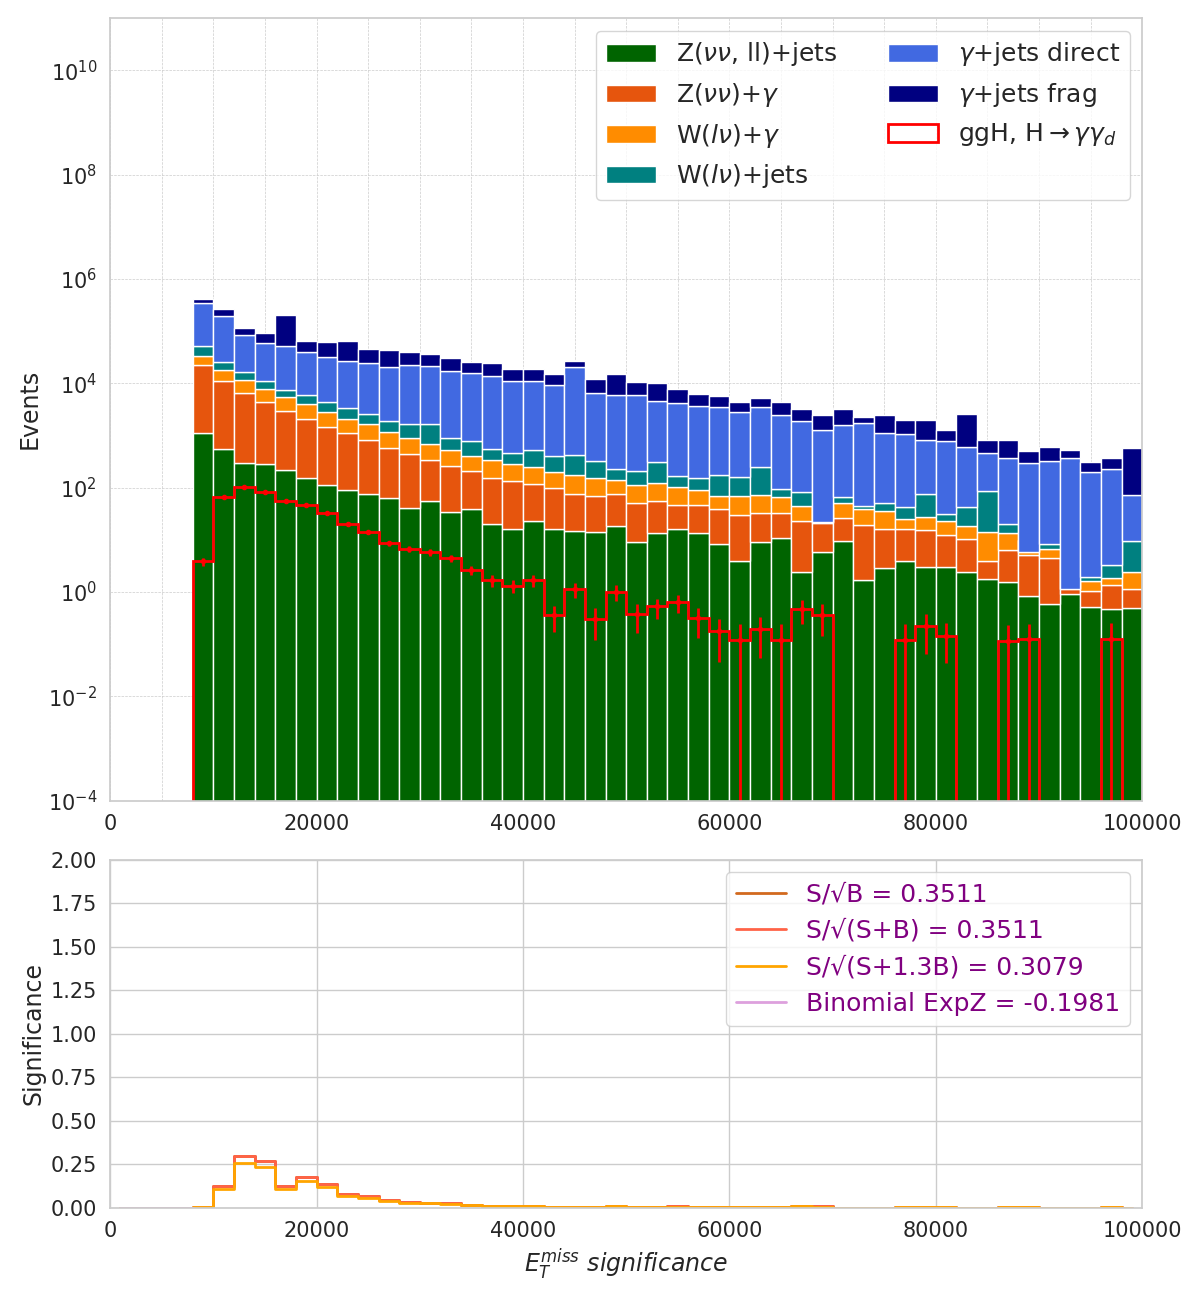 Events
10^10
10^8
10^6
10^4
10^2
10^0
10^−2
10^−4
Z(νν, ll)+jets
Z(νν)+γ
W(lν)+γ
W(lν)+jets
γ+jets direct
γ+jets frag
ggH, H→γγ_d
0 20000 40000 60000 80000 100000
Significance
2.00
1.75
1.50
1.25
1.00
0.75
0.50
0.25
0.00
S/√B = 0.3511
S/√(S+B) = 0.3511
S/√(S+1.3B) = 0.3079
Binomial ExpZ = -0.1981
0 20000 40000 60000 80000 100000
E_T^miss significance